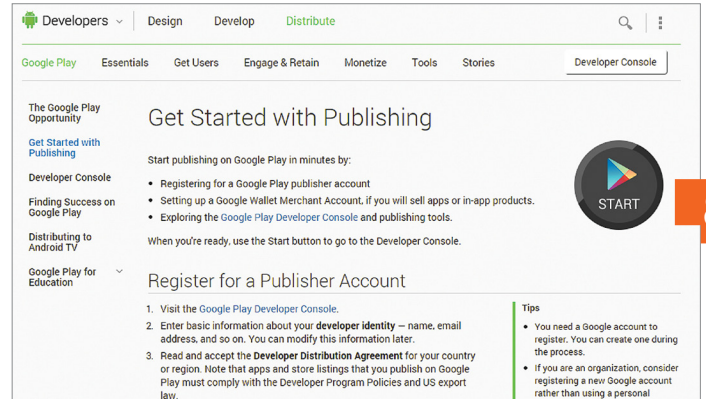 Developers Design Develop Distribute
Google Play Essentials Get Users Engage & Retain Monetize Tools Stories Developer Console
The Google Play
Opportunity
Get Started with
Publishing
Developer Console
Finding Success on
Google Play
Distributing to
Android TV
Google Play for
Education
Get Started with Publishing
Start publishing on Google Play in minutes by:
• Registering for a Google Play publisher account
• Setting up a Google Wallet Merchant Account, if you will sell apps or in-app products.
• Exploring the Google Play Developer Console and publishing tools.
When you're ready, use the Start button to go to the Developer Console.
START
Register for a Publisher Account
1. Visit the Google Play Developer Console.
2. Enter basic information about your developer identity — name, email
address, and so on. You can modify this information later.
3. Read and accept the Developer Distribution Agreement for your country
or region. Note that apps and store listings that you publish on Google
Play must comply with the Developer Program Policies and US export
law.
Tips
• You need a Google account to
register. You can create one during
the process.
• If you are an organization, consider
registering a new Google account
rather than using a personal